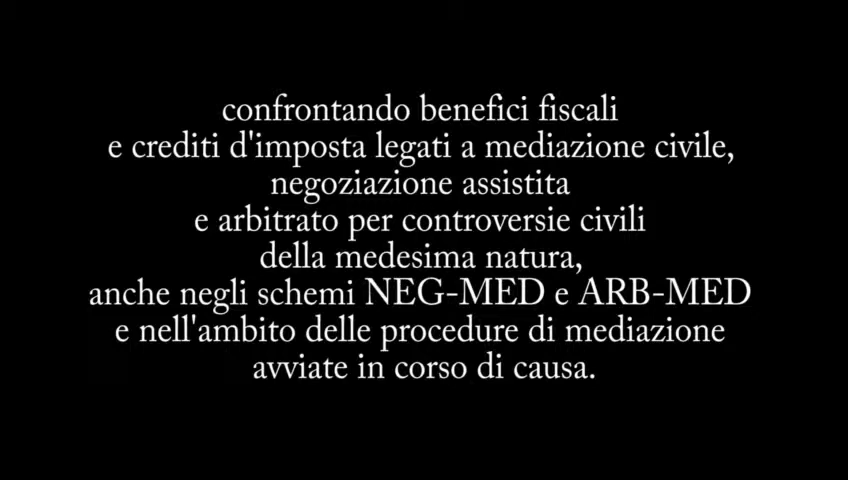 confrontando benefici fiscali
e crediti d'imposta legati a mediazione civile,
negoziazione assistita
e arbitrato per controversie civili
della medesima natura,
anche negli schemi NEG-MED e ARB-MED
e nell'ambito delle procedure di mediazione
avviate in corso di causa.